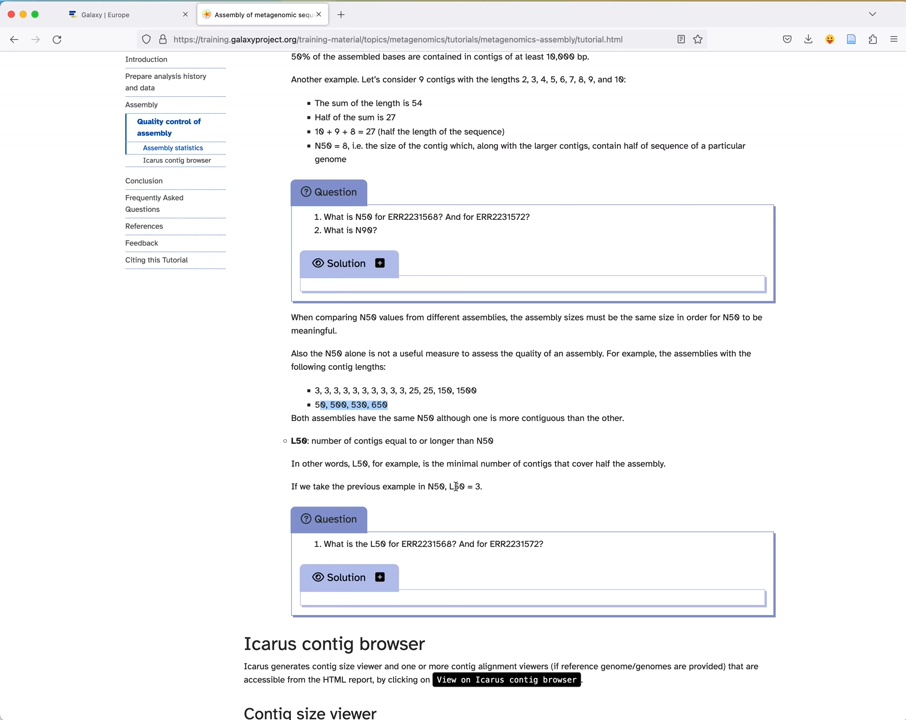 Galaxy | Europe
Assembly of metagenomic seq
https://training.galaxyproject.org/training-material/topics/metagenomics/tutorials/metagenomics-assembly/tutorial.html
Introduction
Prepare analysis history
and data
Assembly
Quality control of
assembly
Assembly statistics
Icarus contig browser
Conclusion
Frequently Asked
Questions
References
Feedback
Citing this Tutorial
50% of the assembled bases are contained in contigs of at least 10,000 bp.
Another example. Let's consider 9 contigs with the lengths 2, 3, 4, 5, 6, 7, 8, 9, and 10:
The sum of the length is 54
Half of the sum is 27
10 + 9 + 8 = 27 (half the length of the sequence)
N50 = 8, i.e. the size of the contig which, along with the larger contigs, contain half of sequence of a particular
genome
Question
1. What is N50 for ERR2231568? And for ERR2231572?
2. What is N90?
Solution
When comparing N50 values from different assemblies, the assembly sizes must be the same size in order for N50 to be
meaningful.
Also the N50 alone is not a useful measure to assess the quality of an assembly. For example, the assemblies with the
following contig lengths:
3, 3, 3, 3, 3, 3, 3, 3, 3, 3, 25, 25, 150, 1500
50, 500, 530, 650
Both assemblies have the same N50 although one is more contiguous than the other.
L50: number of contigs equal to or longer than N50
In other words, L50, for example, is the minimal number of contigs that cover half the assembly.
If we take the previous example in N50, L50 = 3.
Question
1. What is the L50 for ERR2231568? And for ERR2231572?
Solution
Icarus contig browser
Icarus generates contig size viewer and one or more contig alignment viewers (if reference genome/genomes are provided) that are
accessible from the HTML report, by clicking on View on Icarus contig browser.
Contig size viewer